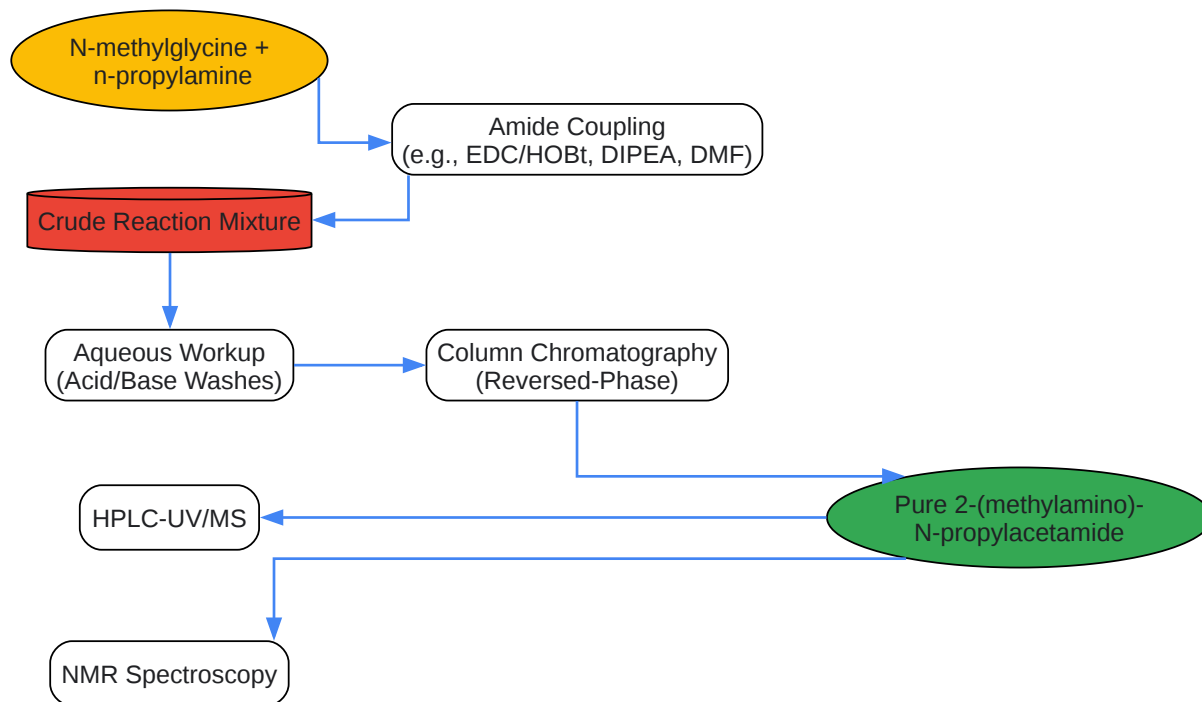 N-methylglycine +
n-propylamine
Amide Coupling
(e.g., EDC/HOBt, DIPEA, DMF)
Crude Reaction Mixture
Aqueous Workup
(Acid/Base Washes)
Column Chromatography
(Reversed-Phase)
Pure 2-(methylamino)-
N-propylacetamide
HPLC-UV/MS
NMR Spectroscopy